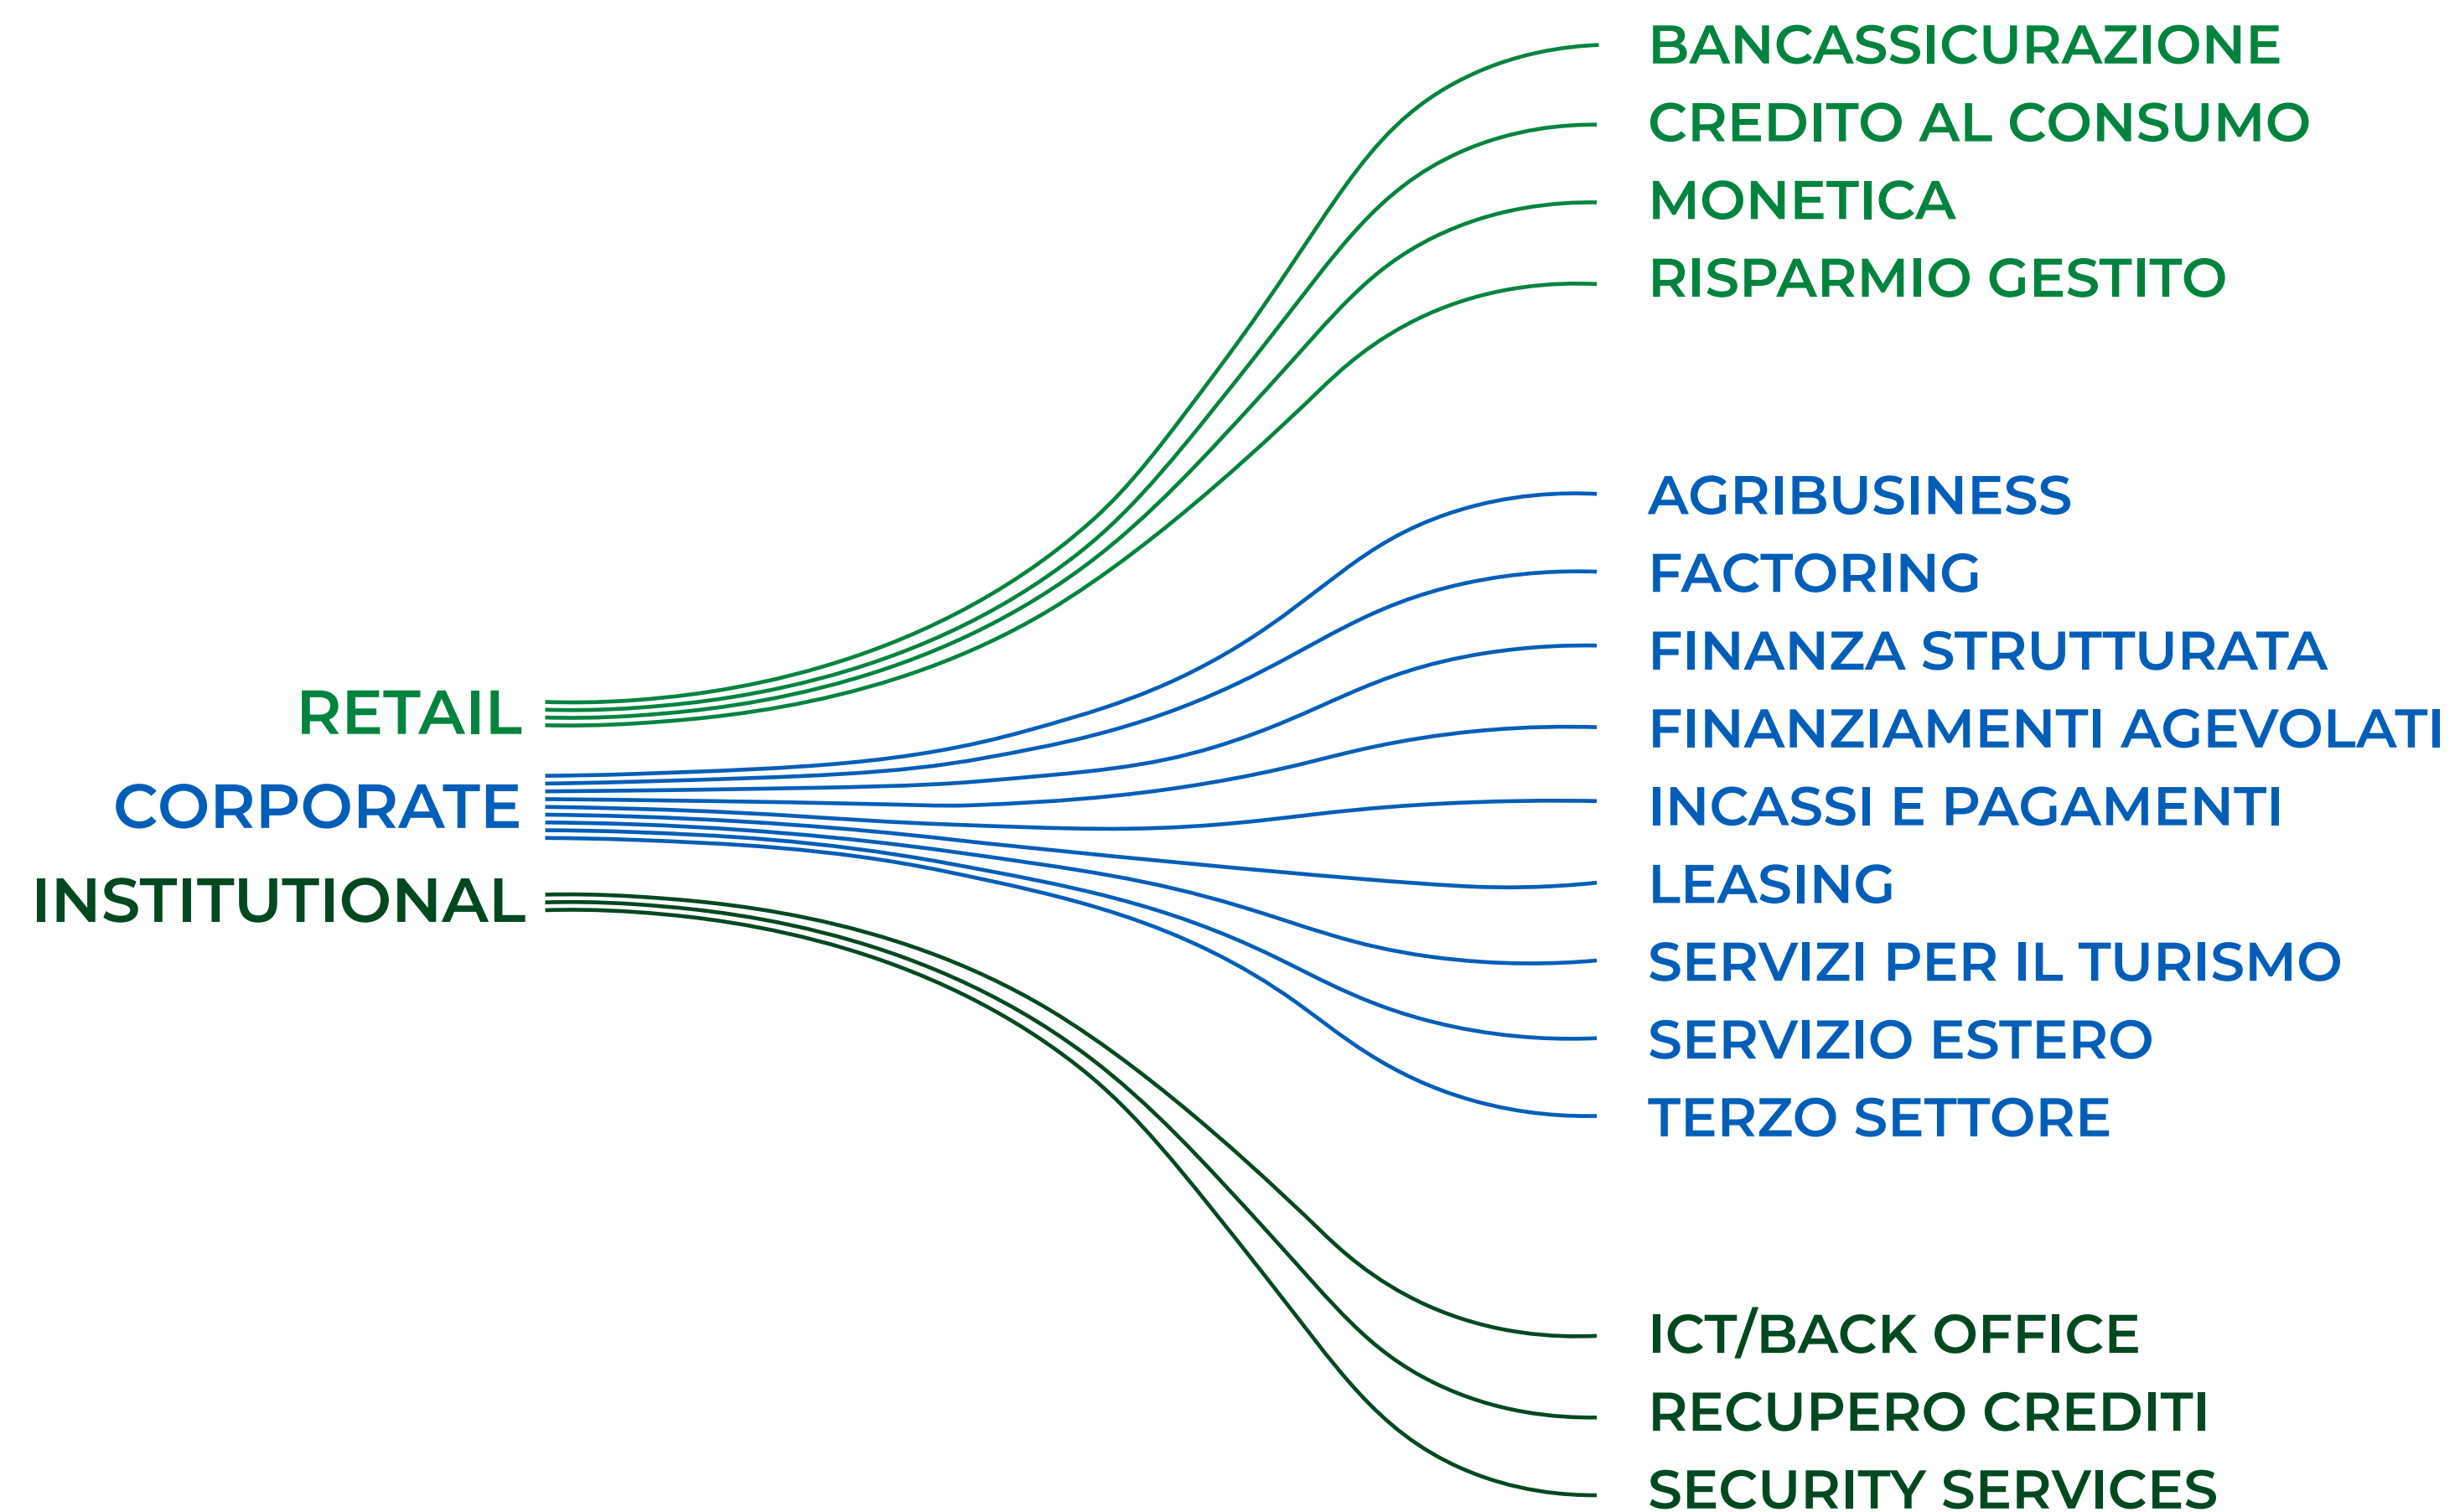 RETAIL
CORPORATE
INSTITUTIONAL
BANCASSICURAZIONE
CREDITO AL CONSUMO
MONETICA
RISPARMIO GESTITO
AGRIBUSINESS
FACTORING
FINANZA STRUTTURATA
FINANZIAMENTI AGEVOLATI
INCASSI E PAGAMENTI
LEASING
SERVIZI PER IL TURISMO
SERVIZIO ESTERO
TERZO SETTORE
ICT/BACK OFFICE
RECUPERO CREDITI
SECURITY SERVICES